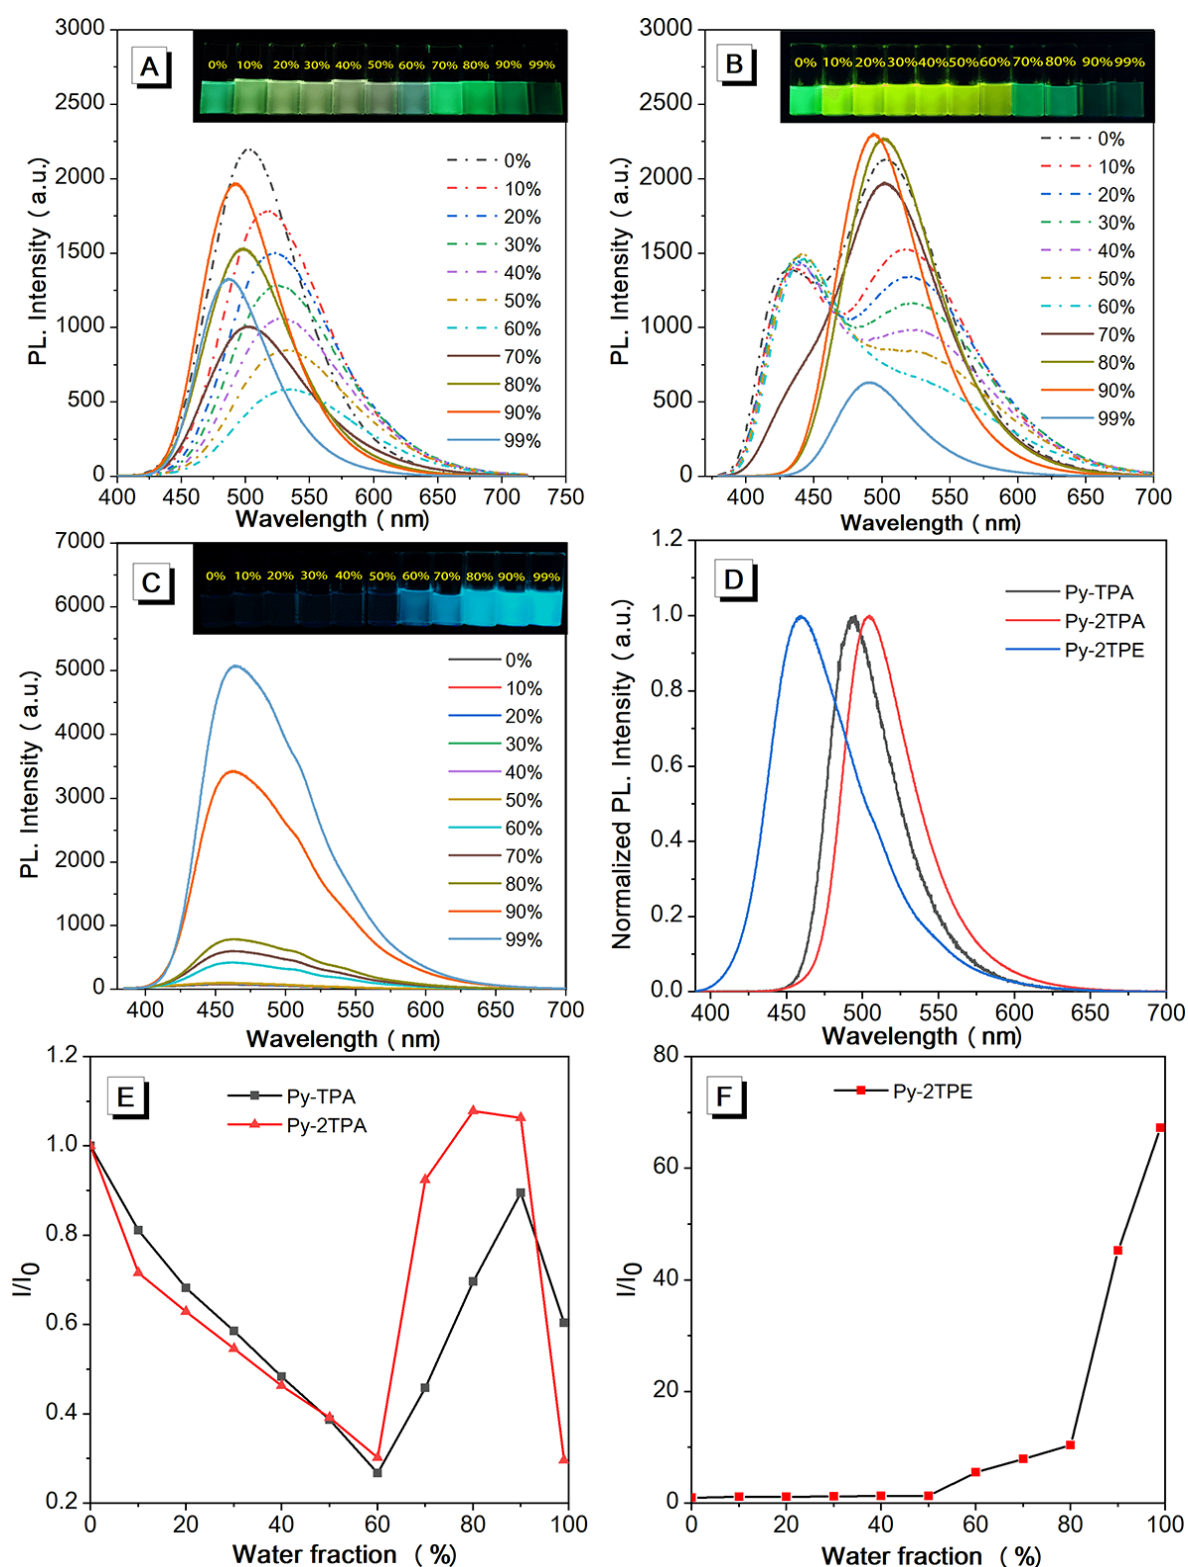 A
0% 10% 20% 30% 40% 50% 60% 70% 80% 90% 99%
3000
2500
2000
1500
1000
500
0
PL. Intensity ( a.u.)
0%
10%
20%
30%
40%
50%
60%
70%
80%
90%
99%
400 450 500 550 600 650 700 750
Wavelength ( nm)
B
0% 10% 20% 30% 40% 50% 60% 70% 80% 90% 99%
3000
2500
2000
1500
1000
500
0
PL. Intensity ( a.u.)
0%
10%
20%
30%
40%
50%
60%
70%
80%
90%
99%
400 450 500 550 600 650 700
Wavelength ( nm)
C
0% 10% 20% 30% 40% 50% 60% 70% 80% 90% 99%
7000
6000
5000
4000
3000
2000
1000
0
PL. Intensity ( a.u.)
0%
10%
20%
30%
40%
50%
60%
70%
80%
90%
99%
400 450 500 550 600 650 700
Wavelength ( nm)
D
1.2
1.0
0.8
0.6
0.4
0.2
0.0
Normalized PL. Intensity ( a.u.)
Py-TPA
Py-2TPA
Py-2TPE
400 450 500 550 600 650 700
Wavelength ( nm)
E
1.2
1.0
0.8
0.6
0.4
0.2
I/I0
Py-TPA
Py-2TPA
0 20 40 60 80 100
Water fraction (%)
F
80
60
40
20
0
I/I0
Py-2TPE
0 20 40 60 80 100
Water fraction (%)